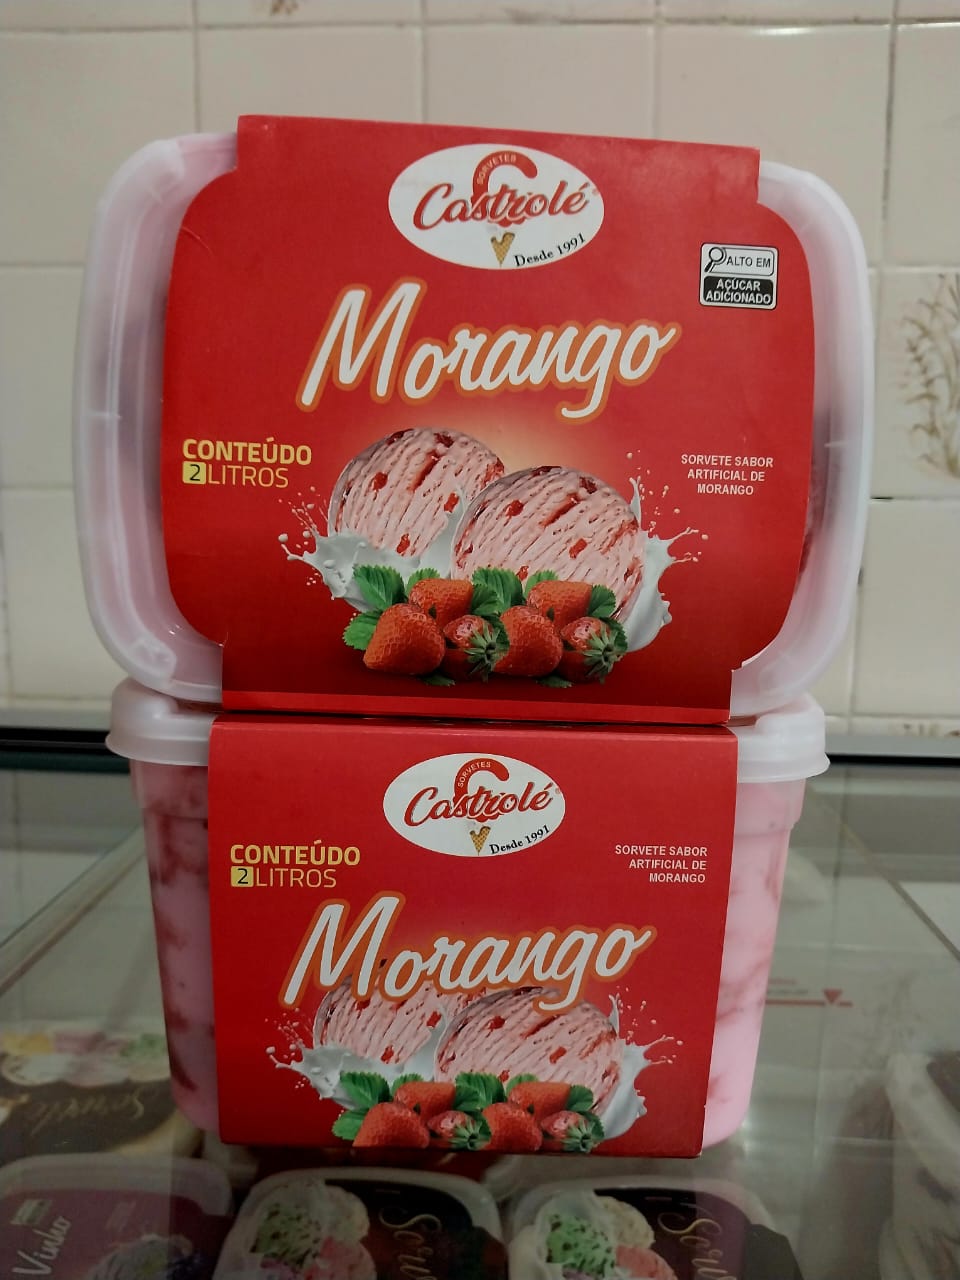 SORVETES
Castrolé
Desde 1991
ALTO EM
AÇÚCAR
ADICIONADO
Morango
CONTEÚDO
2 LITROS
SORVETE SABOR
ARTIFICIAL DE
MORANGO
SORVETES
Castrolé
Desde 1991
CONTEÚDO
2 LITROS
SORVETE SABOR
ARTIFICIAL DE
MORANGO
Morango
Vinho